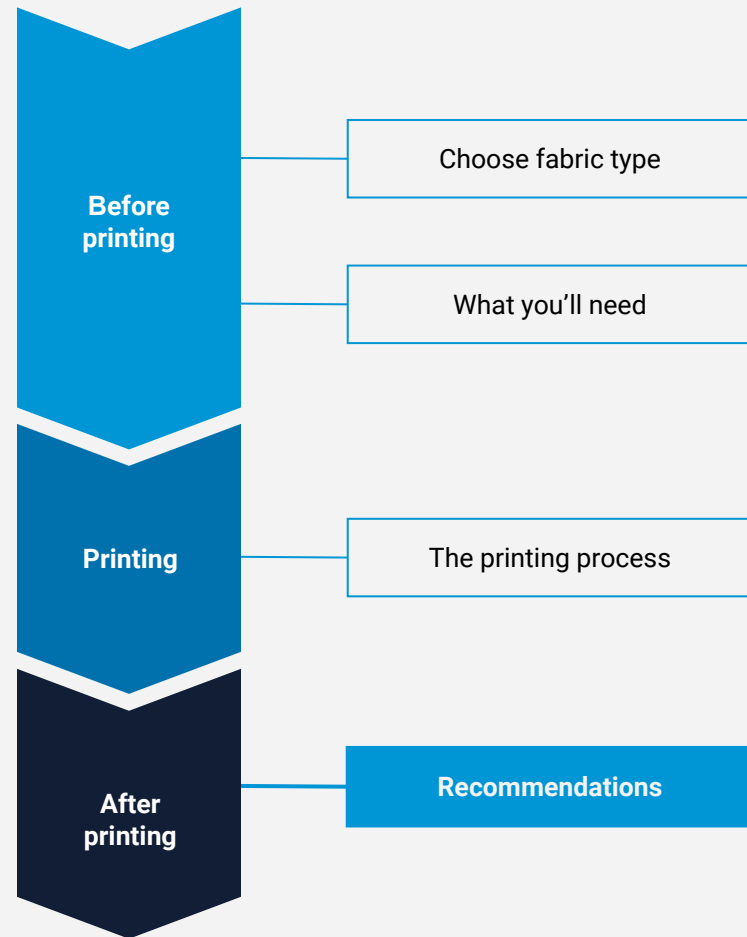 Before
printing
Choose fabric type
What you’ll need
Printing
The printing process
After
printing
Recommendations